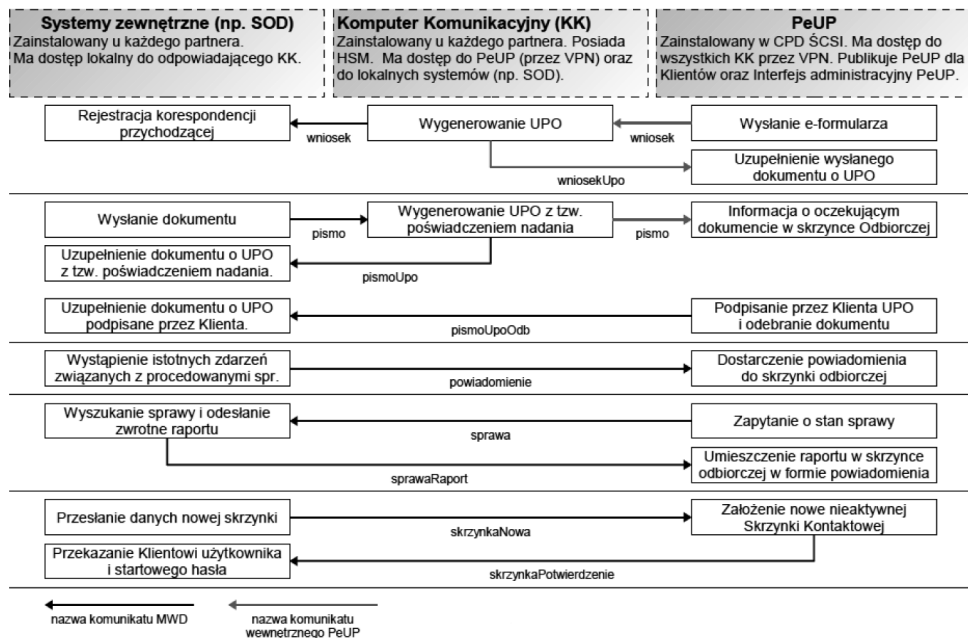 Systemy zewnętrzne (np. SOD)
Zainstalowany u każdego partnera.
Ma dostęp lokalny do odpowiadającego KK.
Komputer Komunikacyjny (KK)
Zainstalowany u każdego partnera. Posiada
HSM. Ma dostęp do PeUP (przez VPN) oraz
do lokalnych systemów (np. SOD).
PeUP
Zainstalowany w CPD ŚCSI. Ma dostęp do
wszystkich KK przez VPN. Publikuje PeUP dla
Klientów oraz Interfejs administracyjny PeUP.
Rejestracja korespondencji
przychodzącej
wniosek
Wygenerowanie UPO
wniosek
Wysłanie e-formularza
wniosekUpo
Uzupełnienie wysłanego
dokumentu o UPO
Wysłanie dokumentu
pismo
Wygenerowanie UPO z tzw.
poświadczeniem nadania
pismo
Informacja o oczekującym
dokumencie w skrzynce Odbiorczej
Uzupełnienie dokumentu o UPO
z tzw. poświadczeniem nadania.
pismoUpo
Uzupełnienie dokumentu o UPO
podpisane przez Klienta.
pismoUpoOdb
Podpisanie przez Klienta UPO
i odebranie dokumentu
Wystąpienie istotnych zdarzeń
związanych z procedowanymi spr.
powiadomienie
Dostarczenie powiadomienia
do skrzynki odbiorczej
Wyszukanie sprawy i odesłanie
zwrotne raportu
sprawa
Zapytanie o stan sprawy
sprawaRaport
Umieszczenie raportu w skrzynce
odbiorczej w formie powiadomienia
Przesłanie danych nowej skrzynki
skrzynkaNowa
Założenie nowe nieaktywnej
Skrzynki Kontaktowej
Przekazanie Klientowi użytkownika
i startowego hasła
skrzynkaPotwierdzenie
nazwa komunikatu MWD
nazwa komunikatu
wewnętrznego PeUP